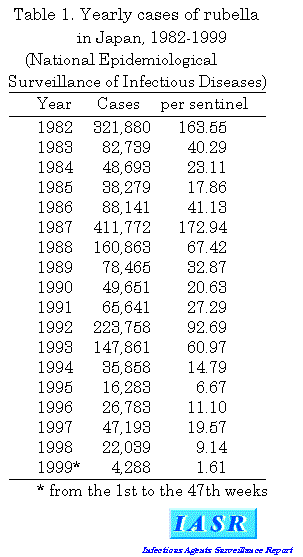 Table 1. Yearly cases of rubella
in Japan, 1982-1999
(National Epidemiological
Surveillance of Infectious Diseases)
Year Cases per sentinel
1982 321,880 163.55
1983 82,739 40.29
1984 48,693 23.11
1985 38,279 17.86
1986 88,141 41.13
1987 411,772 172.94
1988 160,863 67.42
1989 78,465 32.87
1990 49,651 20.63
1991 65,641 27.29
1992 223,758 92.69
1993 147,861 60.97
1994 35,858 14.79
1995 16,283 6.67
1996 26,783 11.10
1997 47,193 19.57
1998 22,039 9.14
1999* 4,288 1.61
* from the 1st to the 47th weeks
IASR
Infectious Agents Surveillance Report